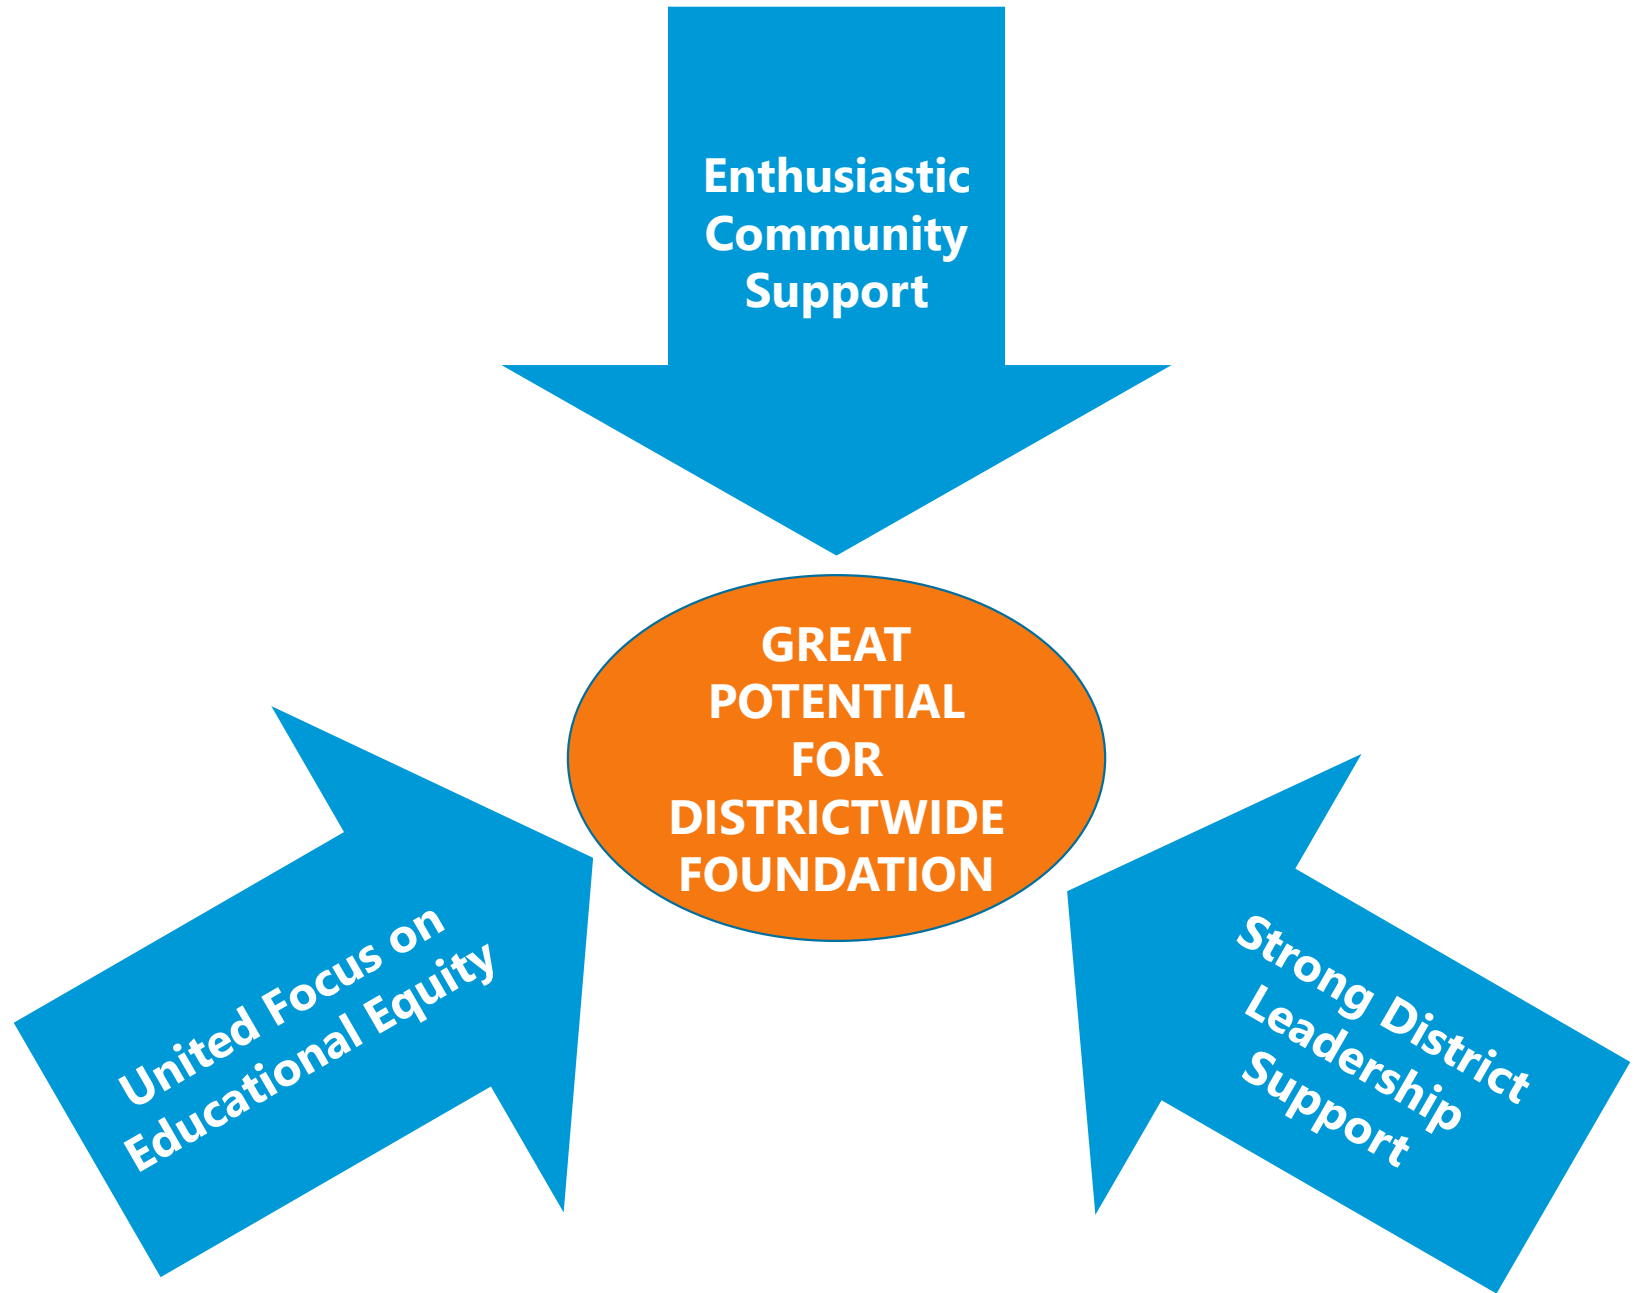 Enthusiastic
Community
Support
GREAT
POTENTIAL
FOR
DISTRICTWIDE
FOUNDATION
United Focus on
Educational Equity
Strong District
Leadership
Support